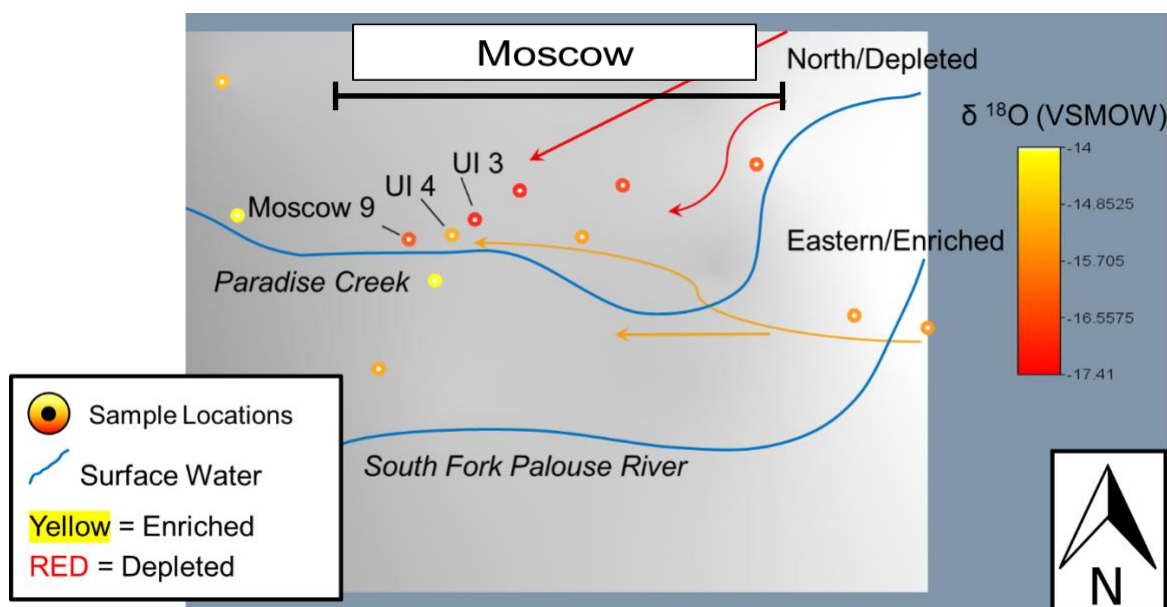 Moscow
North/Depleted
δ ¹⁸O (VSMOW)
-14
-14.8525
-15.705
-16.5575
-17.41
UI 3
UI 4
Moscow 9
Eastern/Enriched
Paradise Creek
South Fork Palouse River
Sample Locations
Surface Water
Yellow = Enriched
RED = Depleted
N